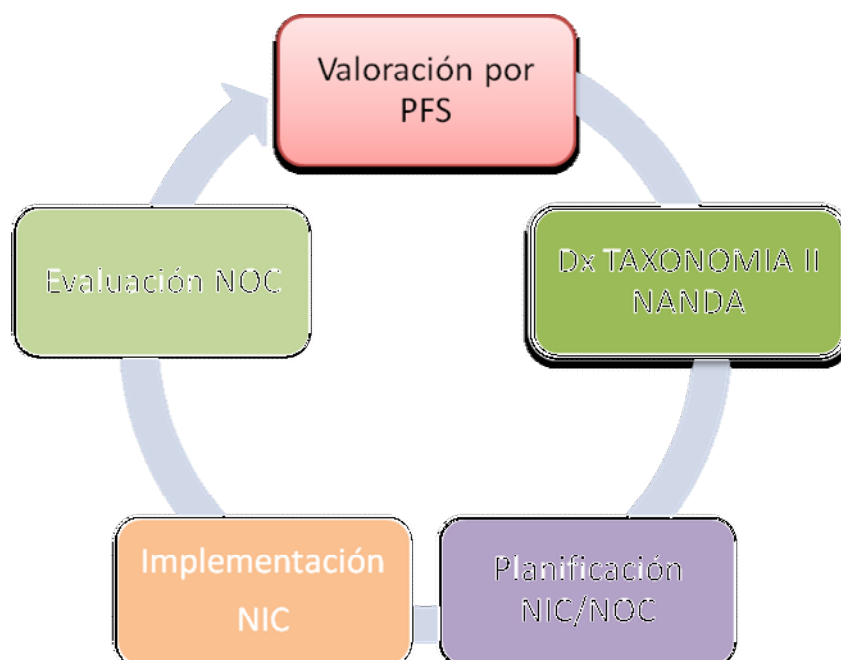 Valoración por
PFS
Dx TAXONOMIA II
NANDA
Planificación
NIC/NOC
Implementación
NIC
Evaluación NOC